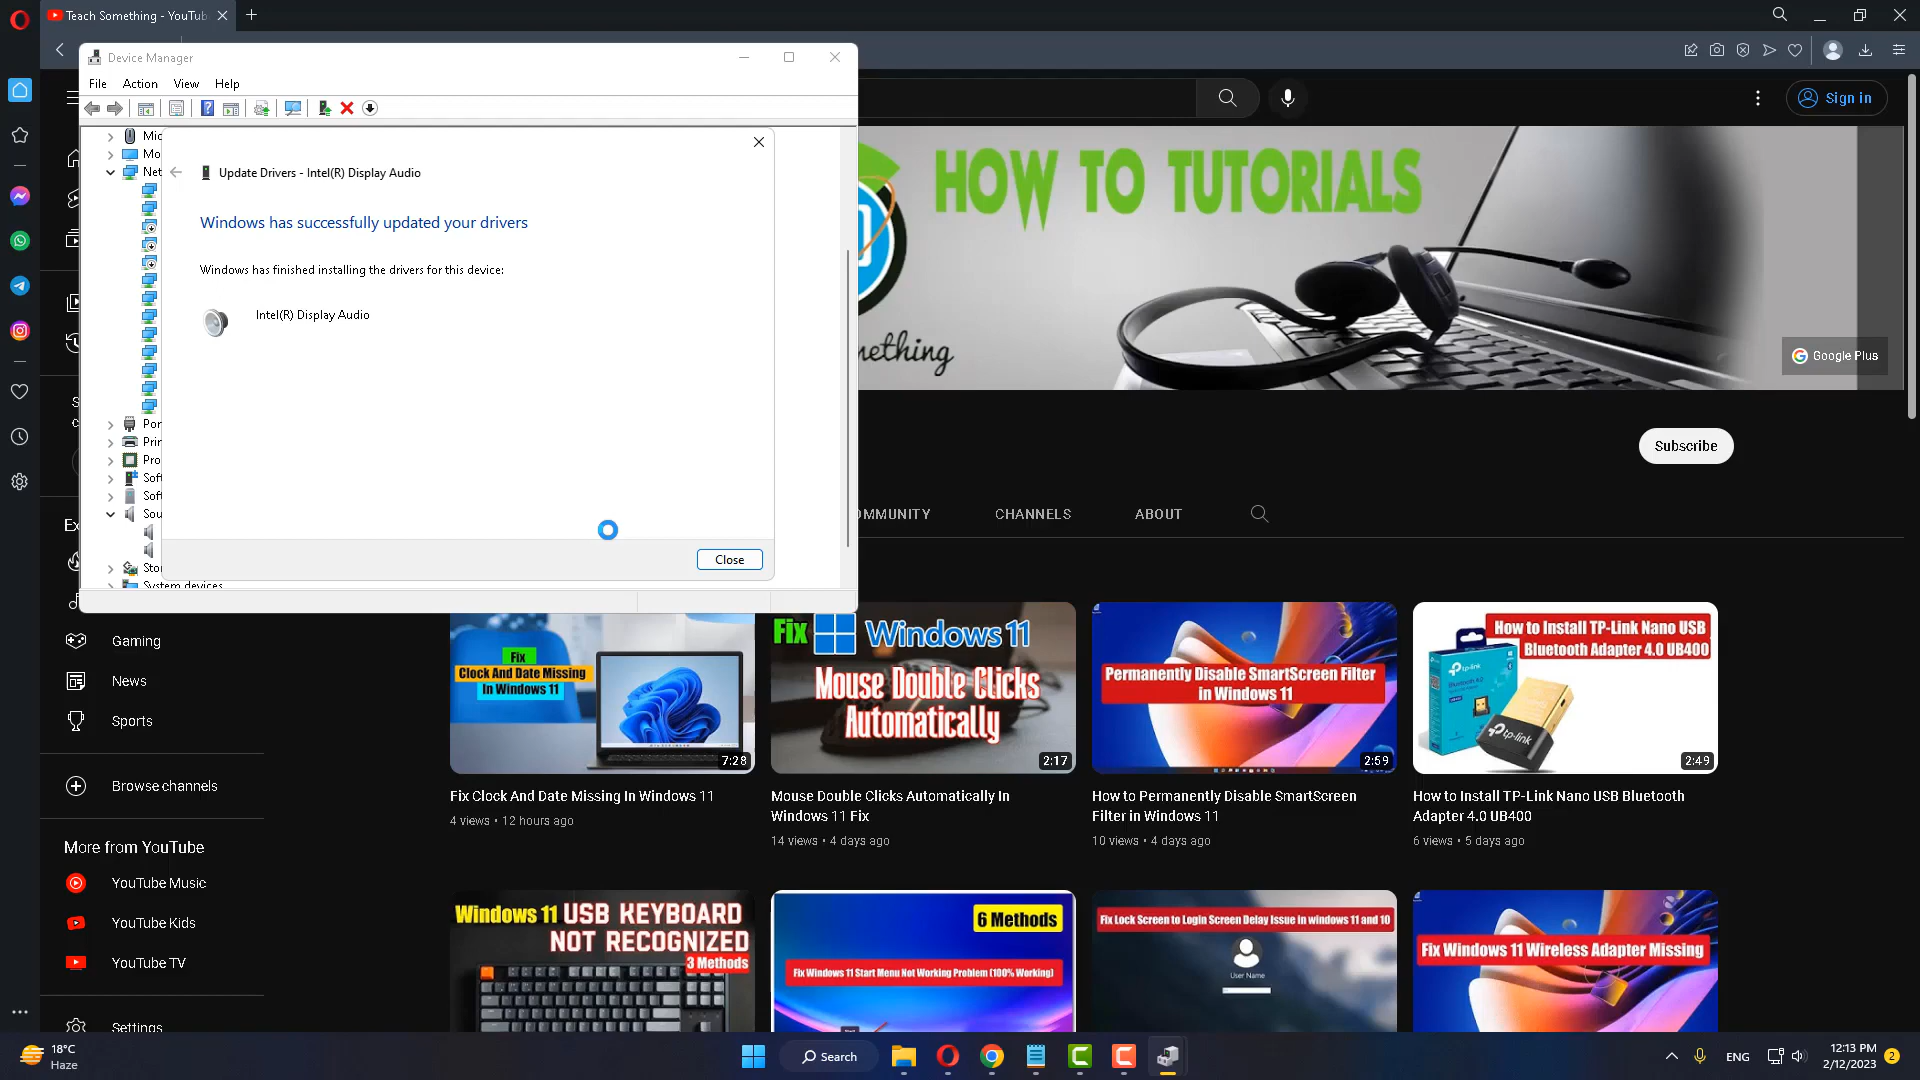 Teach Something - YouTub
Device Manager
File Action View Help
Mic
Mo
Net
Update Drivers - Intel(R) Display Audio
Windows has successfully updated your drivers
Windows has finished installing the drivers for this device:
Intel(R) Display Audio
Por
Prin
Pro
Soft
Soft
Sou
Stor
System devices
Close
Sign in
HOW TO TUTORIALS
nething
Google Plus
Subscribe
OMMUNITY CHANNELS ABOUT
Ex
Gaming
News
Sports
Browse channels
More from YouTube
YouTube Music
YouTube Kids
YouTube TV
Settings
Fix
Clock And Date Missing
In Windows 11
7:28
Fix Clock And Date Missing In Windows 11
4 views • 12 hours ago
Fix Windows 11
Mouse Double Clicks
Automatically
2:17
Mouse Double Clicks Automatically In
Windows 11 Fix
14 views • 4 days ago
Permanently Disable SmartScreen Filter
in Windows 11
2:59
How to Permanently Disable SmartScreen
Filter in Windows 11
10 views • 4 days ago
How to Install TP-Link Nano USB
Bluetooth Adapter 4.0 UB400
tp-link
tp-link
2:49
How to Install TP-Link Nano USB Bluetooth
Adapter 4.0 UB400
6 views • 5 days ago
Windows 11 USB KEYBOARD
NOT RECOGNIZED
3 Methods
6 Methods
Fix Windows 11 Start Menu Not Working Problem (100% Working)
Fix Lock Screen to Login Screen Delay Issue in windows 11 and 10
User Name
Fix Windows 11 Wireless Adapter Missing
18°C
Haze
Search
ENG
12:13 PM
2/12/2023
2